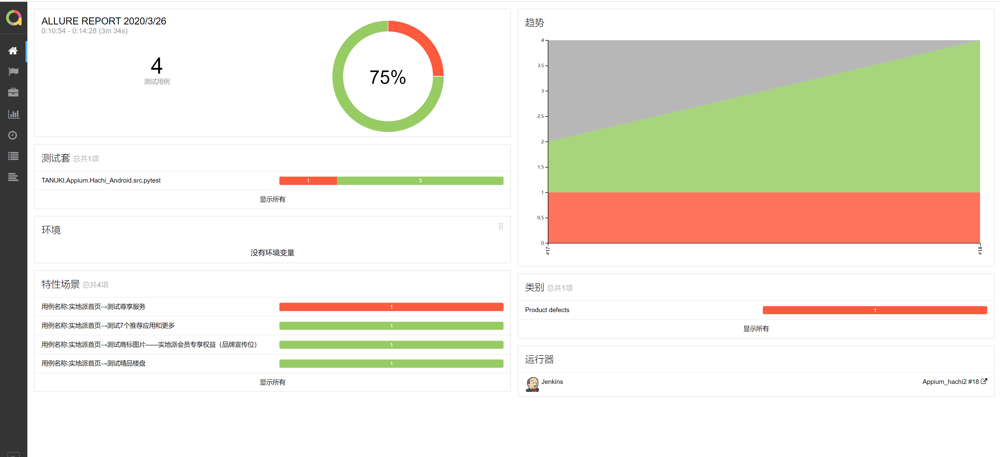 ALLURE REPORT 2020/3/26
0:10:54 - 0:14:28 (3m 34s)
4
测试用例
75%
测试套 总共1项
TANUKI.Appium.Hachi_Android.src.pytest
1
3
显示所有
环境
没有环境变量
特性场景 总共4项
用例名称:实地派首页→测试尊享服务
1
用例名称:实地派首页→测试7个推荐应用和更多
1
用例名称:实地派首页→测试商标图片——实地派会员专享权益（品牌宣传位）
1
用例名称:实地派首页→测试精品楼盘
1
显示所有
趋势
4
3.5
3
2.5
2
1.5
1
0.5
0
#17
#18
类别 总共1项
Product defects
1
显示所有
运行器
Jenkins
Appium_hachi2 #18